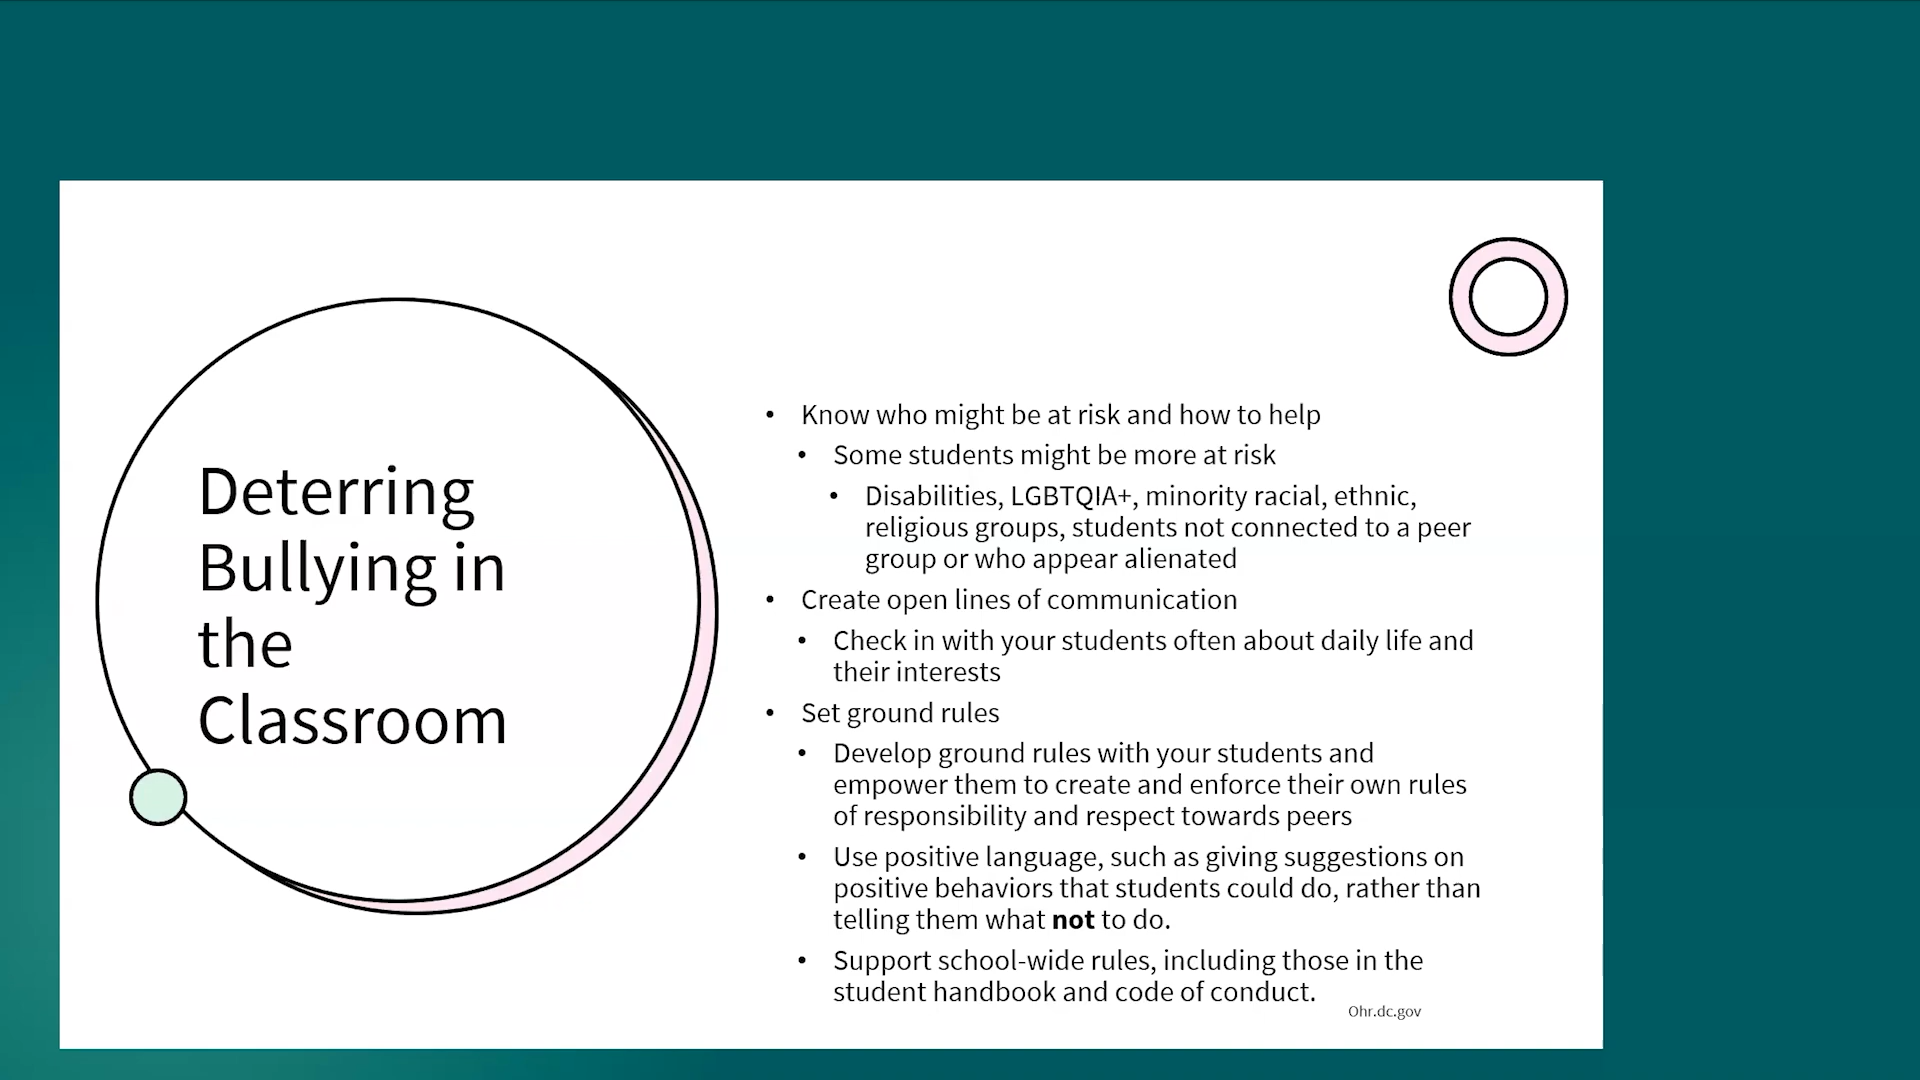 Deterring
Bullying in
the
Classroom
• Know who might be at risk and how to help
• Some students might be more at risk
• Disabilities, LGBTQIA+, minority racial, ethnic,
religious groups, students not connected to a peer
group or who appear alienated
• Create open lines of communication
• Check in with your students often about daily life and
their interests
• Set ground rules
• Develop ground rules with your students and
empower them to create and enforce their own rules
of responsibility and respect towards peers
• Use positive language, such as giving suggestions on
positive behaviors that students could do, rather than
telling them what not to do.
• Support school-wide rules, including those in the
student handbook and code of conduct.
Ohr.dc.gov